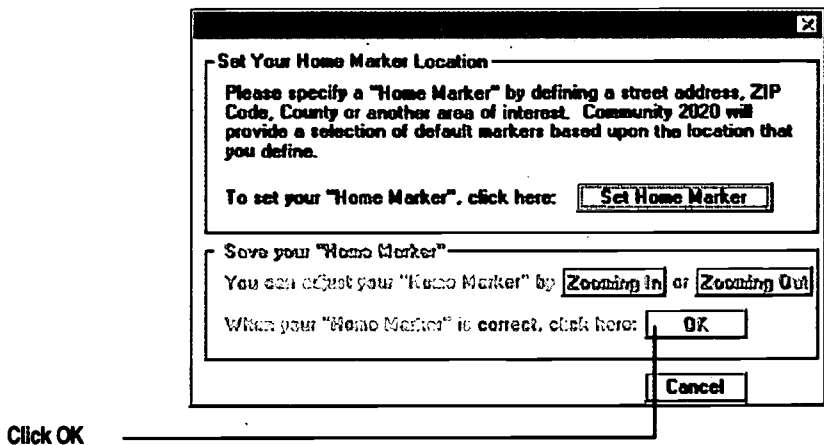 Set Your Home Marker Location
Please specify a "Home Marker" by defining a street address, ZIP
Code, County or another area of interest. Community 2020 will
provide a selection of default markers based upon the location that
you define.
To set your "Home Marker", click here: Set Home Marker
Save your "Home Marker"
You can adjust your "Home Marker" by Zooming In or Zooming Out
When your "Home Marker" is correct, click here: OK
Cancel
Click OK